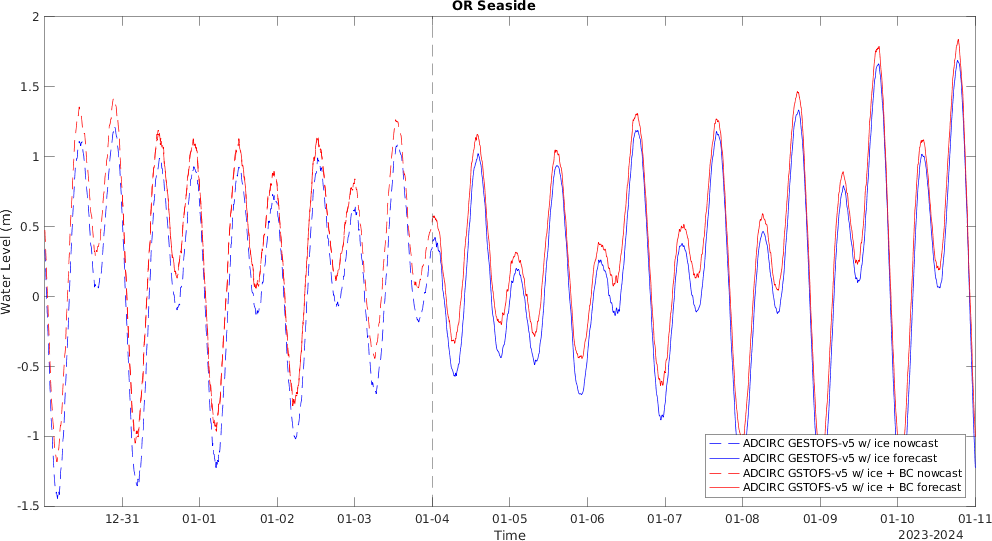 OR Seaside
2
1.5
1
0.5
0
-0.5
-1
-1.5
Water Level (m)
ADCIRC GESTOFS-v5 w/ ice nowcast
ADCIRC GESTOFS-v5 w/ ice forecast
ADCIRC GSTOFS-v5 w/ ice + BC nowcast
ADCIRC GSTOFS-v5 w/ ice + BC forecast
12-31 01-01 01-02 01-03 01-04 01-05 01-06 01-07 01-08 01-09 01-10 01-11
Time
2023-2024